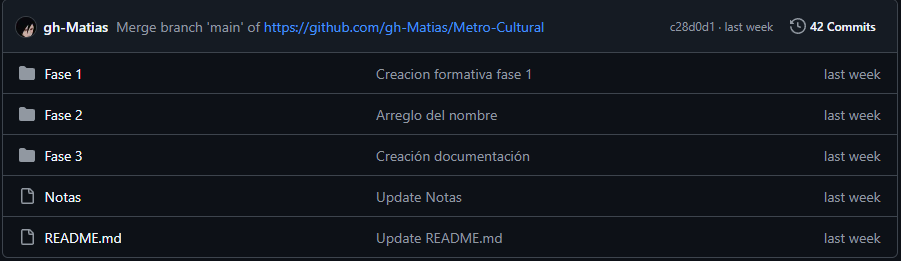 gh-Matias Merge branch 'main' of https://github.com/gh-Matias/Metro-Cultural c28d0d1 · last week 42 Commits
Fase 1 Creacion formativa fase 1 last week
Fase 2 Arreglo del nombre last week
Fase 3 Creación documentación last week
Notas Update Notas last week
README.md Update README.md last week